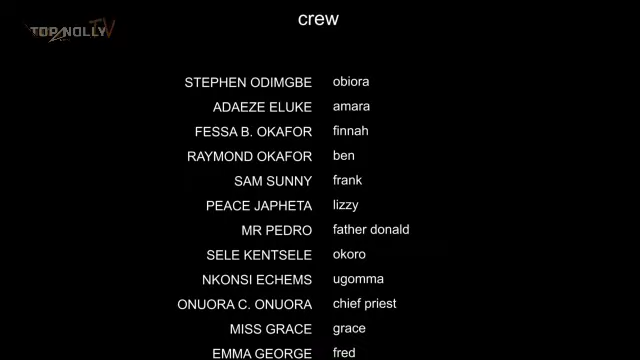 crew
TOP NOLLY TV
STEPHEN ODIMGBE obiora
ADAEZE ELUKE amara
FESSA B. OKAFOR finnah
RAYMOND OKAFOR ben
SAM SUNNY frank
PEACE JAPHETA lizzy
MR PEDRO father donald
SELE KENTSELE okoro
NKONSI ECHEMS ugomma
ONUORA C. ONUORA chief priest
MISS GRACE grace
EMMA GEORGE fred